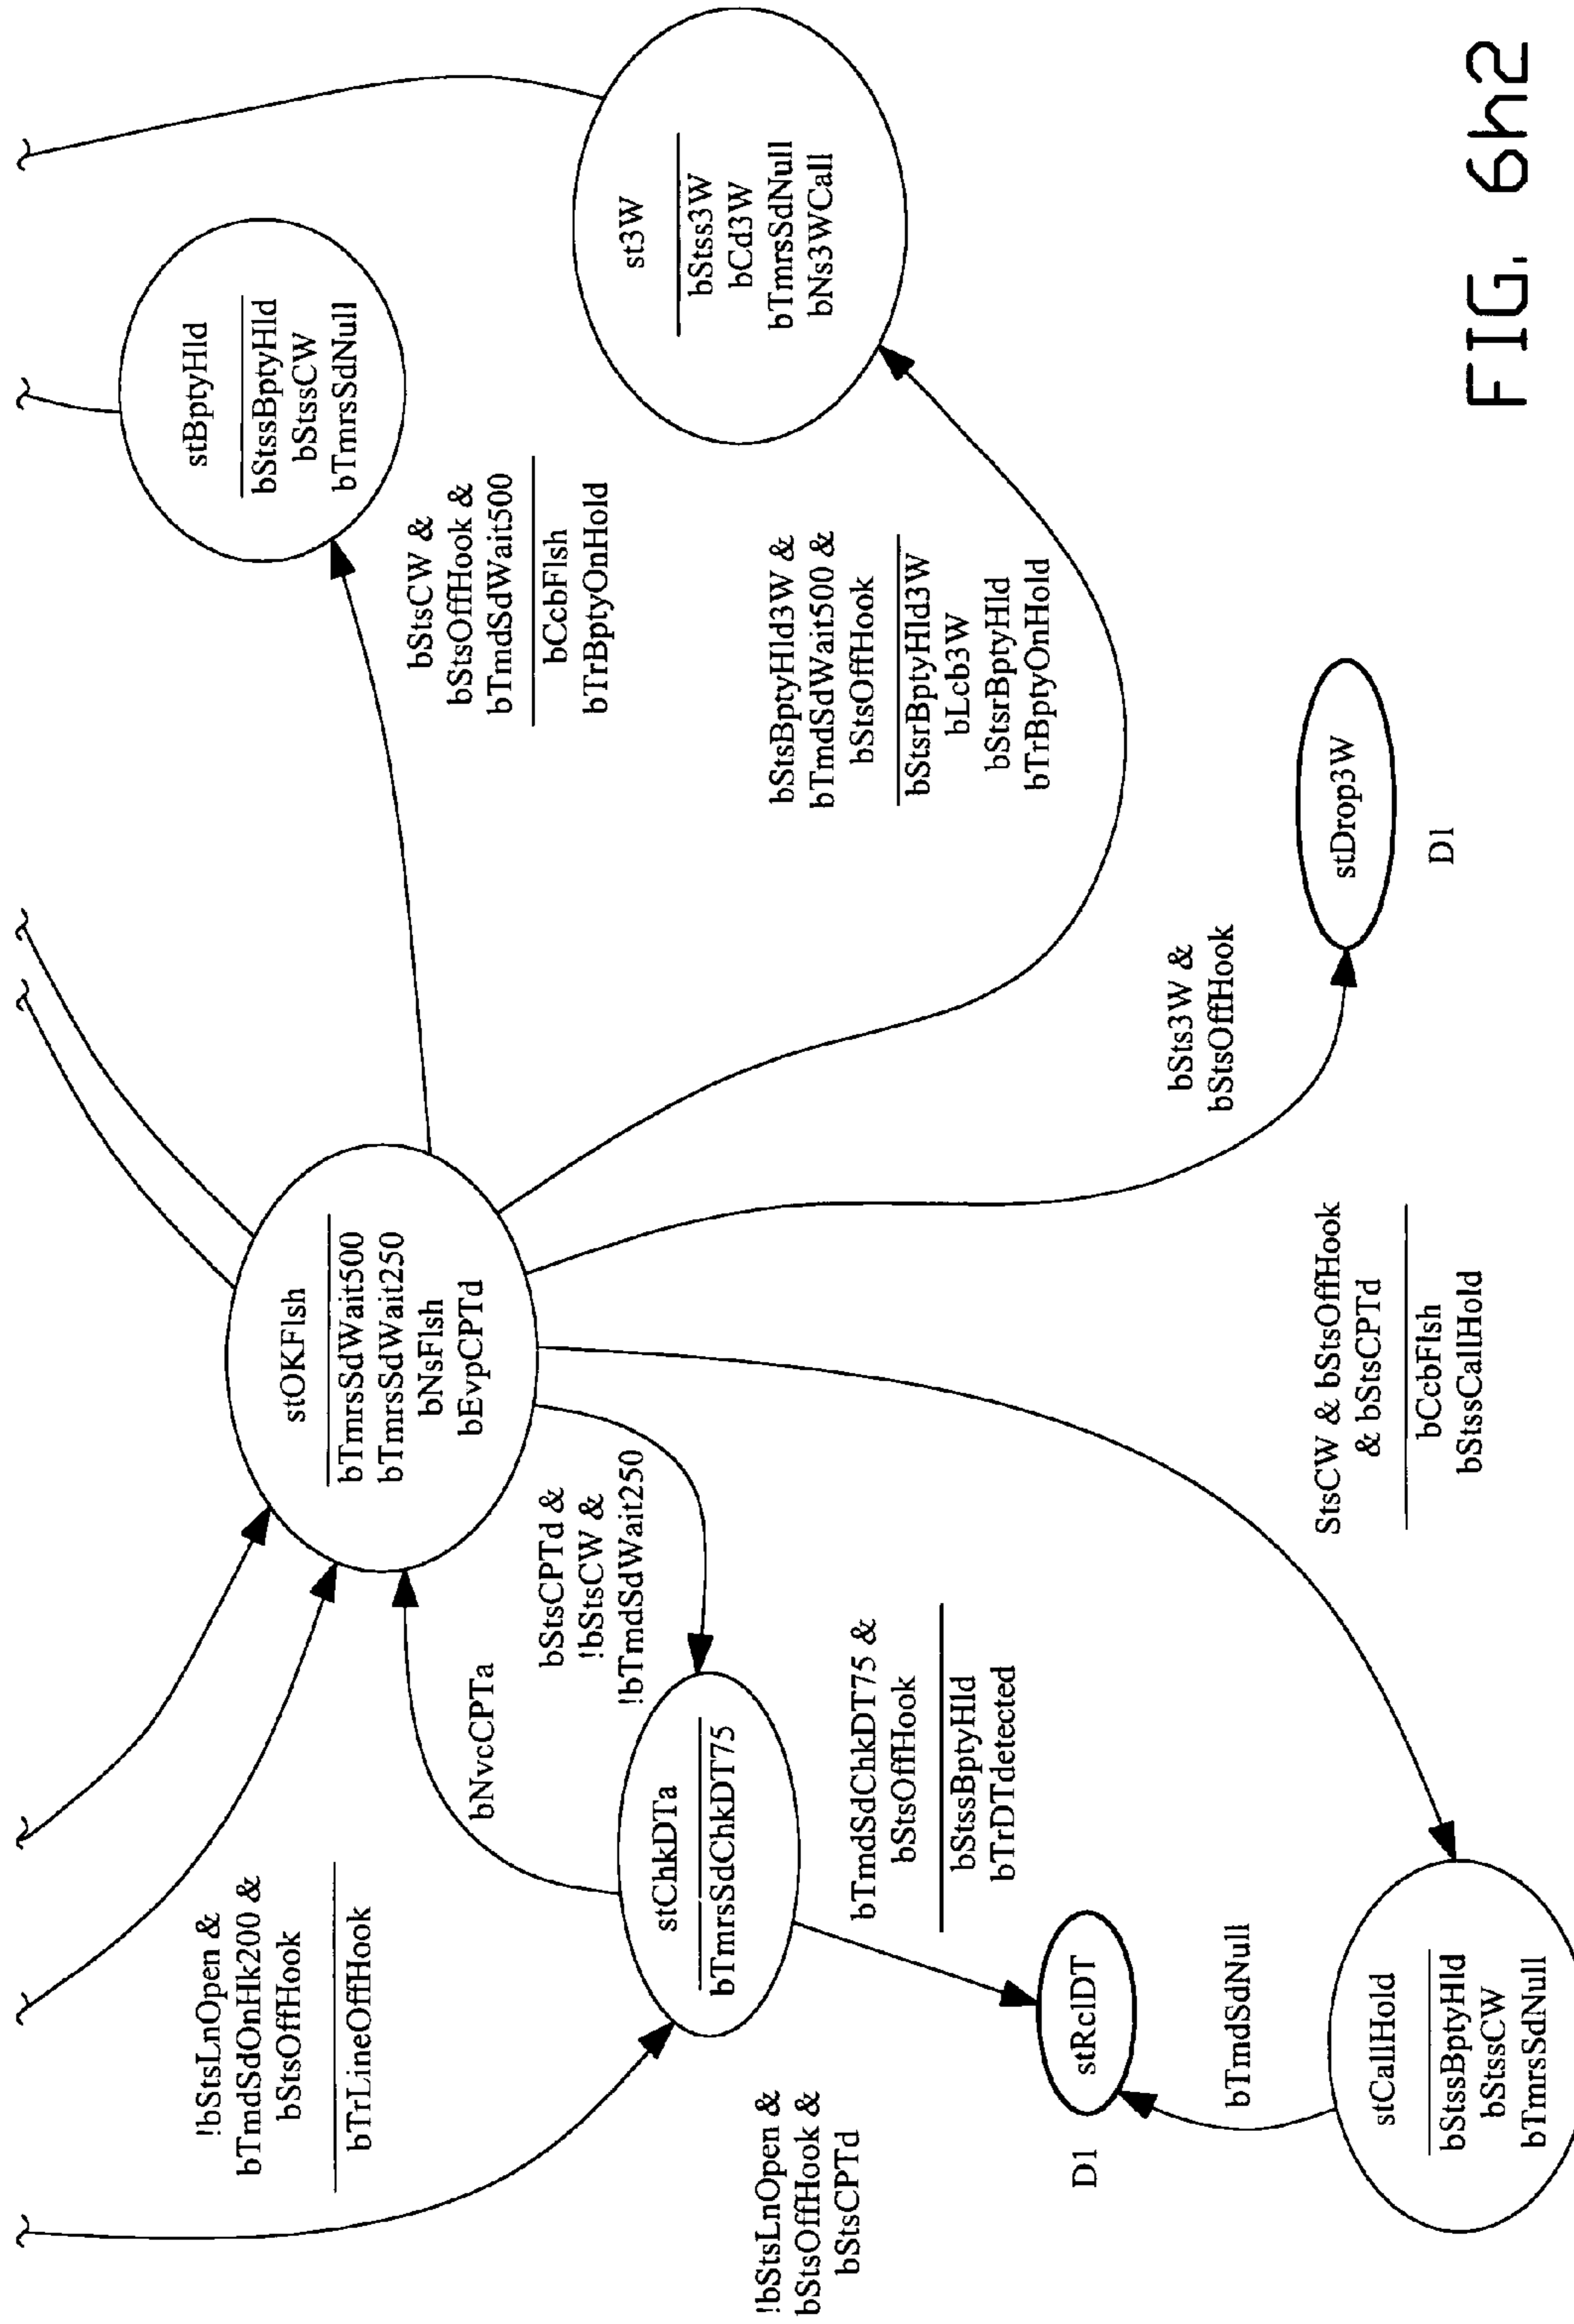 !bStsLnOpen &
bTmdSdOnHk200 &
bStsOffHook
bTrLineOffHook
stOKFlsh
bTmrsSdWait500
bTmrsSdWait250
bNsFlsh
bEvpCPTd
stBptyHld
bStssBptyHld
bStssCW
bTmrsSdNull
bStsCW &
bStsOffHook &
bTmdSdWait500
bCcbFlsh
bTrBptyOnHold
bNvcCPTa
bStsCPTd &
!bStsCW &
!bTmdSdWait250
st3W
bStss3W
bCd3W
bTmrsSdNull
bNs3WCall
stChkDTa
bTmrsSdChkDT75
bStsBptyHld3W &
bTmdSdWait500 &
bStsOffHook
bStsrBptyHld3W
bLcb3W
bStsrBptyHld
bTrBptyOnHold
!bStsLnOpen &
bStsOffHook &
bStsCPTd
bTmdSdChkDT75 &
bStsOffHook
bStssBptyHld
bTrDTdetected
bSts3W &
bStsOffHook
stRclDT
D1
stDrop3W
D1
bTmdSdNull
StsCW & bStsOffHook
& bStsCPTd
bCcbFlsh
bStssCallHold
stCallHold
bStssBptyHld
bStssCW
bTmrsSdNull
FIG. 6h2